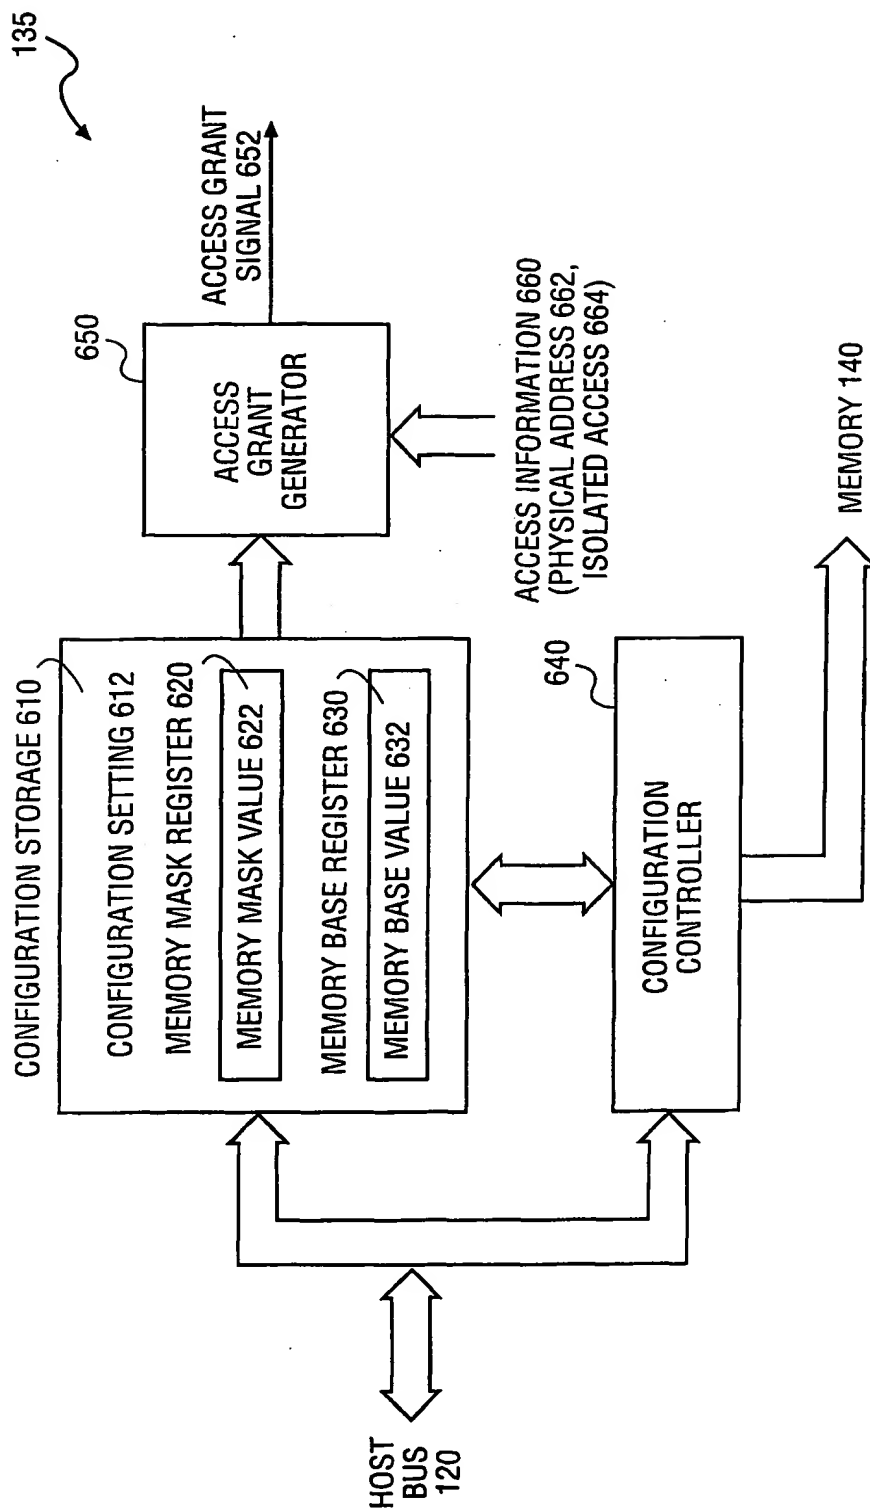 135
CONFIGURATION STORAGE 610
CONFIGURATION SETTING 612
MEMORY MASK REGISTER 620
MEMORY MASK VALUE 622
MEMORY BASE REGISTER 630
MEMORY BASE VALUE 632
650
ACCESS
GRANT
GENERATOR
ACCESS GRANT
SIGNAL 652
ACCESS INFORMATION 660
(PHYSICAL ADDRESS 662,
ISOLATED ACCESS 664)
HOST
BUS
120
640
CONFIGURATION
CONTROLLER
MEMORY 140